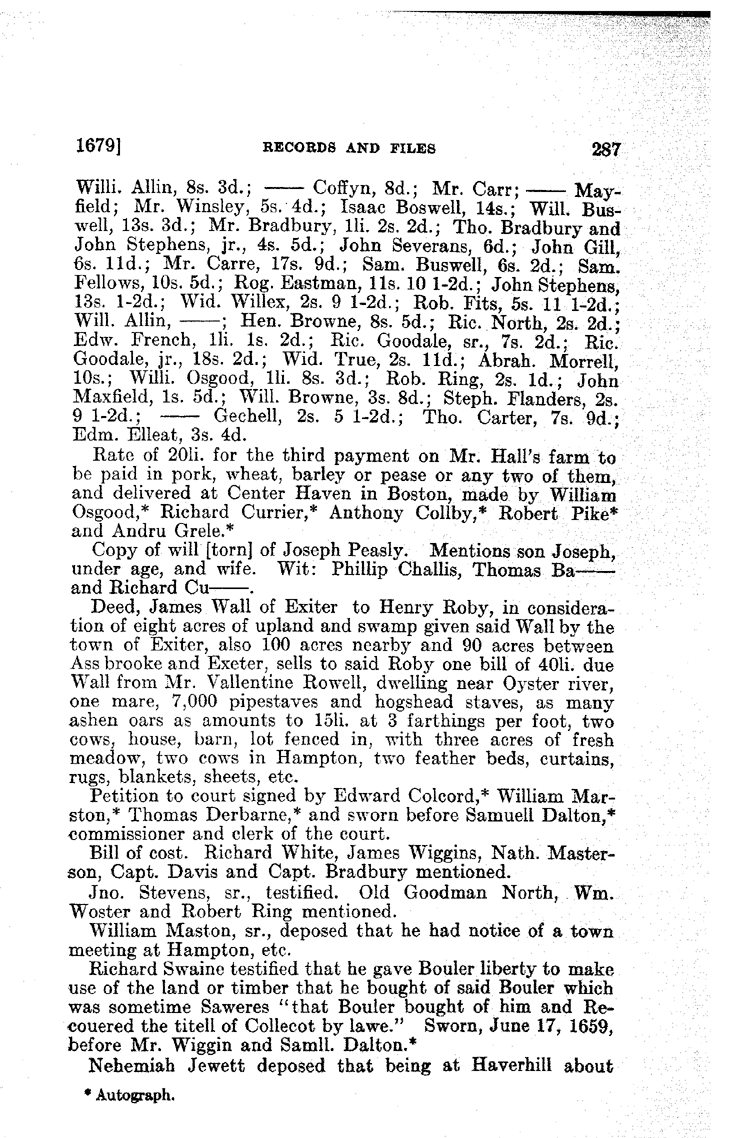 1679] RECORDS AND FILES 287
Willi. Allin, 8s. 3d.; —— Coffyn, 8d.; Mr. Carr; —— May-
field; Mr. Winsley, 5s. 4d.; Isaac Boswell, 14s.; Will. Bus-
well, 13s. 3d.; Mr. Bradbury, 1li. 2s. 2d.; Tho. Bradbury and
John Stephens, jr., 4s. 5d.; John Severans, 6d.; John Gill,
6s. 11d.; Mr. Carre, 17s. 9d.; Sam. Buswell, 6s. 2d.; Sam.
Fellows, 10s. 5d.; Rog. Eastman, 11s. 10 1-2d.; John Stephens,
13s. 1-2d.; Wid. Willex, 2s. 9 1-2d.; Rob. Fits, 5s. 11 1-2d.;
Will. Allin, ——; Hen. Browne, 8s. 5d.; Ric. North, 2s. 2d.;
Edw. French, 1li. 1s. 2d.; Ric. Goodale, sr., 7s. 2d.; Ric.
Goodale, jr., 18s. 2d.; Wid. True, 2s. 11d.; Abrah. Morrell,
10s.; Willi. Osgood, 1li. 8s. 3d.; Rob. Ring, 2s. 1d.; John
Maxfield, 1s. 5d.; Will. Browne, 3s. 8d.; Steph. Flanders, 2s.
9 1-2d.; —— Gechell, 2s. 5 1-2d.; Tho. Carter, 7s. 9d.;
Edm. Elleat, 3s. 4d.
Rate of 20li. for the third payment on Mr. Hall's farm to
be paid in pork, wheat, barley or pease or any two of them,
and delivered at Center Haven in Boston, made by William
Osgood,* Richard Currier,* Anthony Collby,* Robert Pike*
and Andru Grele.*
Copy of will [torn] of Joseph Peasly. Mentions son Joseph,
under age, and wife. Wit: Phillip Challis, Thomas Ba——
and Richard Cu——.
Deed, James Wall of Exiter to Henry Roby, in considera-
tion of eight acres of upland and swamp given said Wall by the
town of Exiter, also 100 acres nearby and 90 acres between
Ass brooke and Exeter, sells to said Roby one bill of 40li. due
Wall from Mr. Vallentine Rowell, dwelling near Oyster river,
one mare, 7,000 pipestaves and hogshead staves, as many
ashen oars as amounts to 15li. at 3 farthings per foot, two
cows, house, barn, lot fenced in, with three acres of fresh
meadow, two cows in Hampton, two feather beds, curtains,
rugs, blankets, sheets, etc.
Petition to court signed by Edward Colcord,* William Mar-
ston,* Thomas Derbarne,* and sworn before Samuell Dalton,*
commissioner and clerk of the court.
Bill of cost. Richard White, James Wiggins, Nath. Master-
son, Capt. Davis and Capt. Bradbury mentioned.
Jno. Stevens, sr., testified. Old Goodman North, Wm.
Woster and Robert Ring mentioned.
William Maston, sr., deposed that he had notice of a town
meeting at Hampton, etc.
Richard Swaine testified that he gave Bouler liberty to make
use of the land or timber that he bought of said Bouler which
was sometime Saweres "that Bouler bought of him and Re-
couered the titell of Collecot by lawe." Sworn, June 17, 1659,
before Mr. Wiggin and Samll. Dalton.*
Nehemiah Jewett deposed that being at Haverhill about
* Autograph.